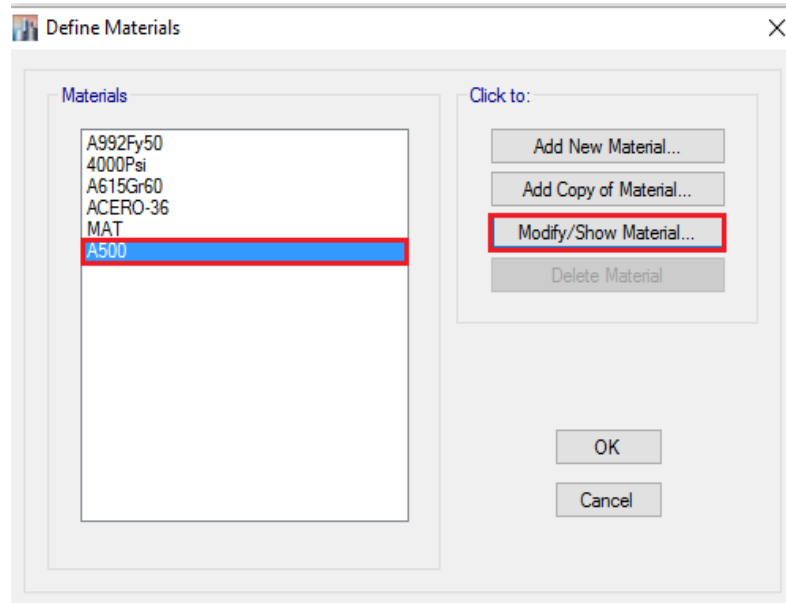 Define Materials
Materials
A992Fy50
4000Psi
A615Gr60
ACERO-36
MAT
A500
Click to:
Add New Material...
Add Copy of Material...
Modify/Show Material...
Delete Material
OK
Cancel